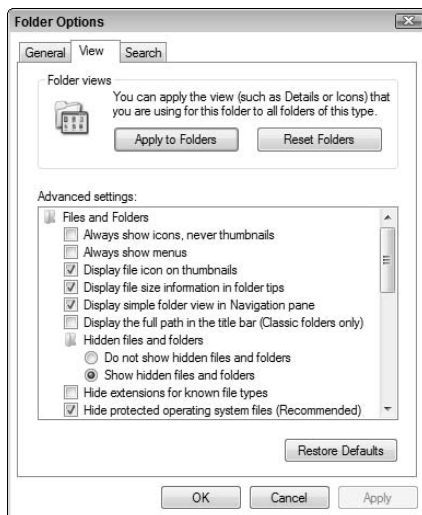 Folder Options
General
View
Search
Folder views
You can apply the view (such as Details or Icons) that
you are using for this folder to all folders of this type.
Apply to Folders
Reset Folders
Advanced settings:
Files and Folders
Always show icons, never thumbnails
Always show menus
Display file icon on thumbnails
Display file size information in folder tips
Display simple folder view in Navigation pane
Display the full path in the title bar (Classic folders only)
Hidden files and folders
Do not show hidden files and folders
Show hidden files and folders
Hide extensions for known file types
Hide protected operating system files (Recommended)
Restore Defaults
OK
Cancel
Apply